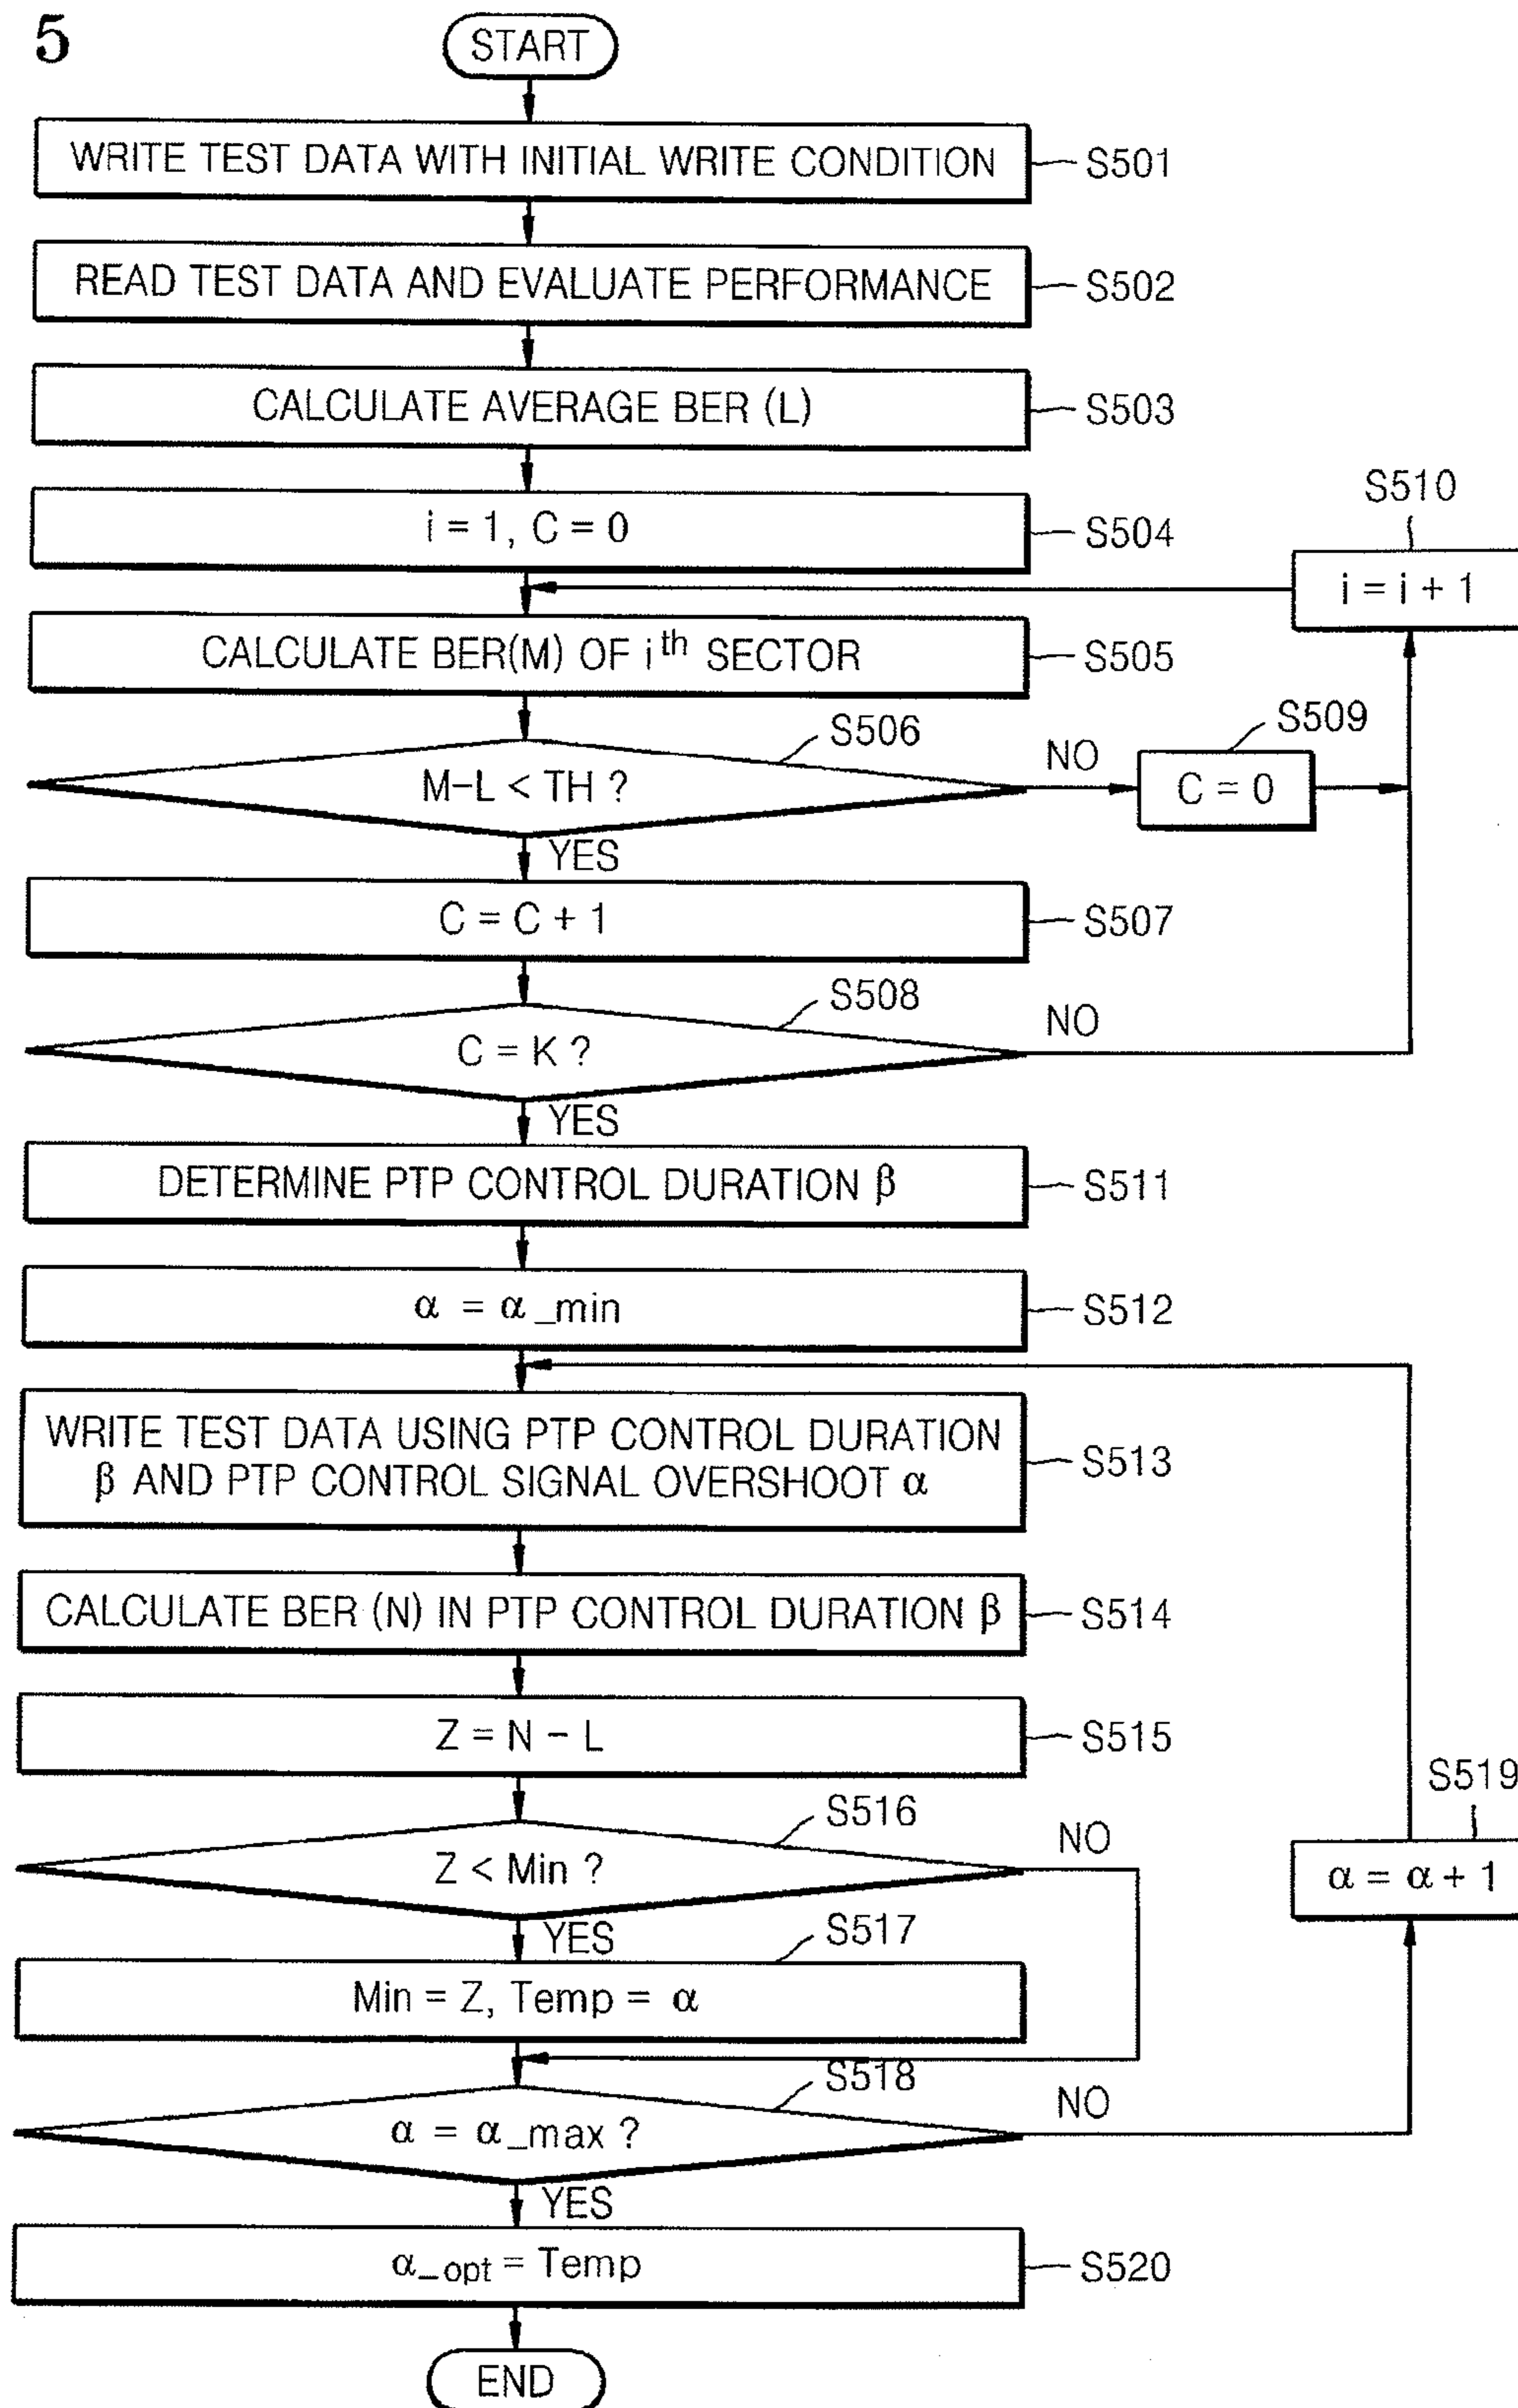 5
START
WRITE TEST DATA WITH INITIAL WRITE CONDITION
S501
READ TEST DATA AND EVALUATE PERFORMANCE
S502
CALCULATE AVERAGE BER (L)
S503
i = 1, C = 0
S504
S510
i = i + 1
CALCULATE BER(M) OF ith SECTOR
S505
S506
M-L < TH ?
NO
S509
C = 0
YES
C = C + 1
S507
S508
C = K ?
NO
YES
DETERMINE PTP CONTROL DURATION β
S511
α = α_min
S512
WRITE TEST DATA USING PTP CONTROL DURATION
β AND PTP CONTROL SIGNAL OVERSHOOT α
S513
CALCULATE BER (N) IN PTP CONTROL DURATION β
S514
Z = N - L
S515
S516
Z < Min ?
NO
S519
α = α + 1
YES
S517
Min = Z, Temp = α
S518
α = α_max ?
NO
YES
α_opt = Temp
S520
END